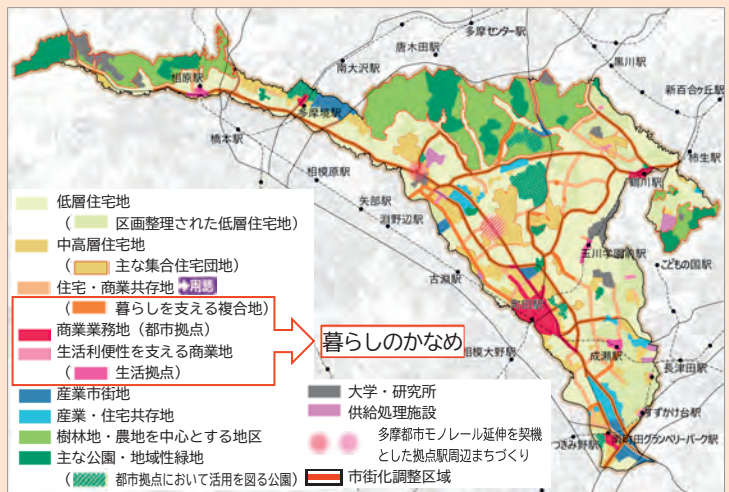 多摩センター駅
唐木田駅
黒川駅
南大沢駅
新百合ヶ丘駅
相原駅
多摩境駅
橋本駅
柿生駅
鶴川駅
相模原駅
矢部駅
淵野辺駅
玉川学園前駅
こどもの国駅
古淵駅
町田駅
相模大野駅
成瀬駅
長津田駅
すずかけ台駅
つきみ野駅
南町田グランベリーパーク駅
低層住宅地
（ 区画整理された低層住宅地）
中高層住宅地
（ 主な集合住宅団地）
住宅・商業共存地 ➔用語
（ 暮らしを支える複合地）
商業業務地（都市拠点）
生活利便性を支える商業地
（ 生活拠点）
暮らしのかなめ
産業市街地
産業・住宅共存地
樹林地・農地を中心とする地区
主な公園・地域性緑地
（ 都市拠点において活用を図る公園）
大学・研究所
供給処理施設
多摩都市モノレール延伸を契機
とした拠点駅周辺まちづくり
市街化調整区域